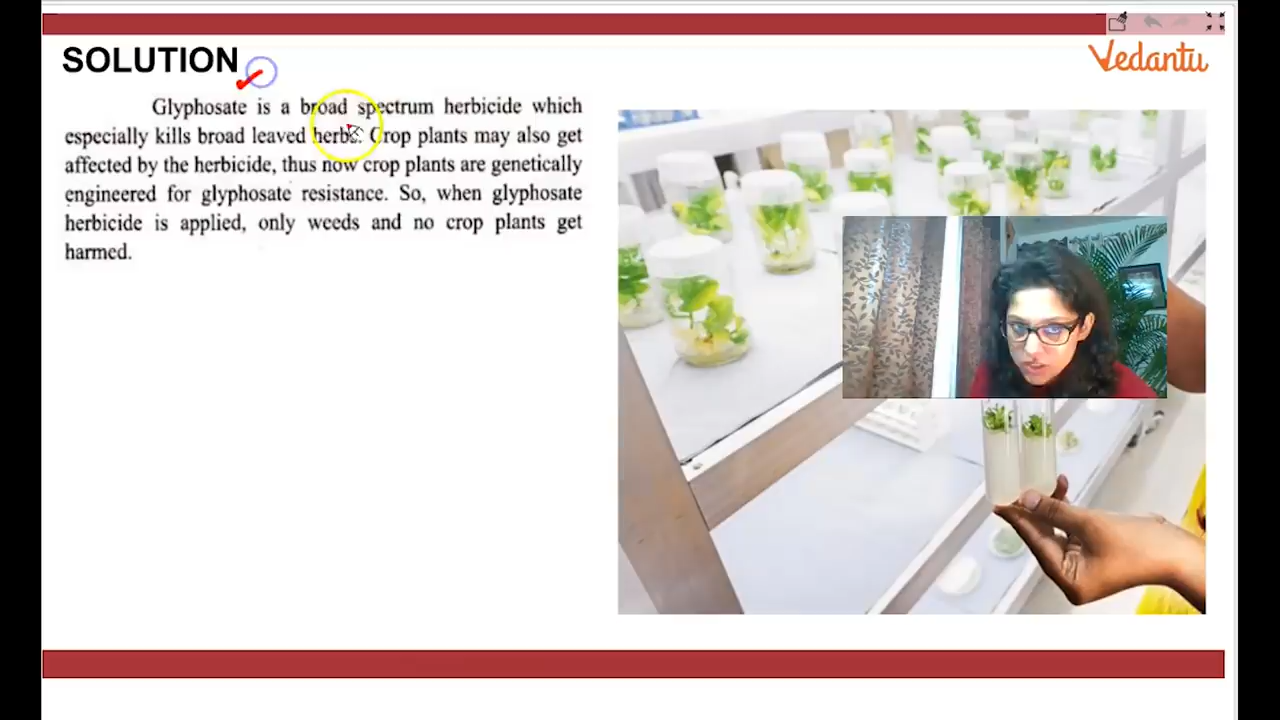 SOLUTION
Vedantu
Glyphosate is a broad spectrum herbicide which
especially kills broad leaved herbs. Crop plants may also get
affected by the herbicide, thus now crop plants are genetically
engineered for glyphosate resistance. So, when glyphosate
herbicide is applied, only weeds and no crop plants get
harmed.